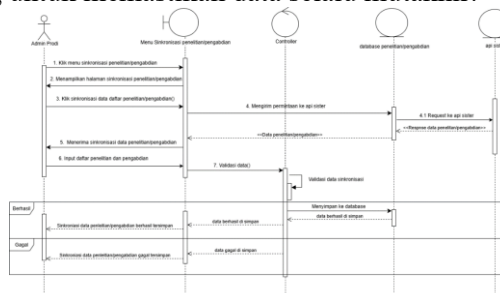 Admin Prodi
Menu Sinkronisasi penelitian/pengabdian
Controller
database penelitian/pengabdian
api sister
1. Klik menu sinkronisasi penelitian/pengabdian
2. Menampilkan halaman sinkronisasi penelitian/pengabdian
3. Klik sinkronisasi data daftar penelitian/pengabdian()
4. Mengirim permintaan ke api sister
4.1 Request ke api sister
<<Respnse data penelitian/pengabdian>>
<<Data penelitian/pengabdian>>
5. Menerima sinkronisasi data penelitian/pengabdian
6. Input daftar penelitian dan pengabdian
7. Validasi data()
Validasi data sinkronisasi
Berhasil
Menyimpan ke database
data berhasil di simpan
data berhasil di simpan
Sinkronisasi data penelitian/pengabdian berhasil tersimpan
Gagal
data gagal di simpan
Sinkronisasi data penelitian/pengabdian gagal tersimpan